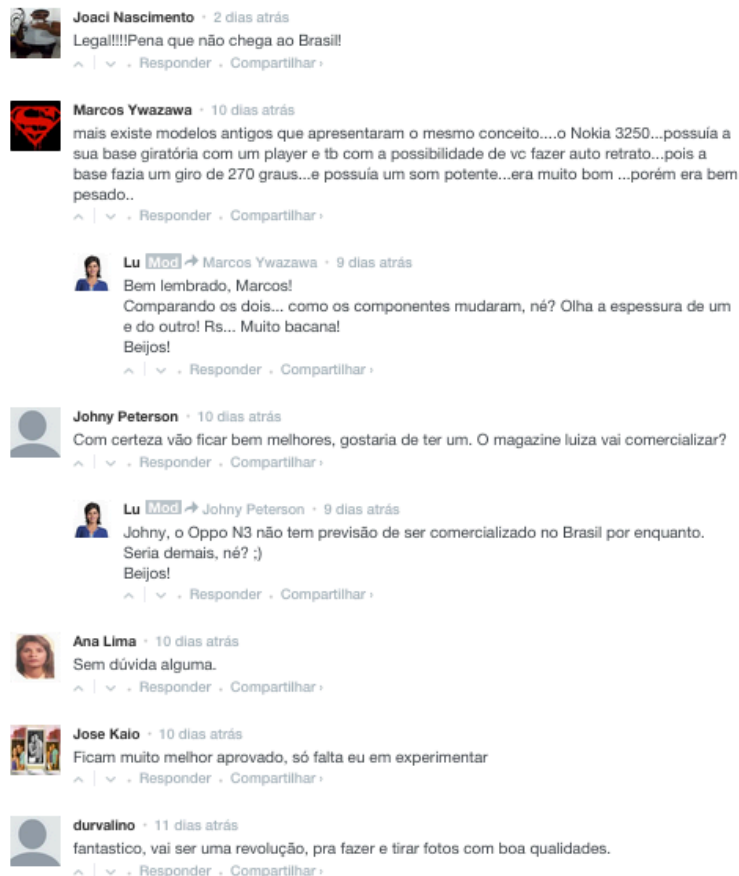 Joaci Nascimento • 2 dias atrás
Legal!!!!Pena que não chega ao Brasil!
Responder • Compartilhar ›
Marcos Ywazawa • 10 dias atrás
mais existe modelos antigos que apresentaram o mesmo conceito....o Nokia 3250...possuía a
sua base giratória com um player e tb com a possibilidade de vc fazer auto retrato...pois a
base fazia um giro de 270 graus...e possuía um som potente...era muito bom ...porém era bem
pesado..
Responder • Compartilhar ›
Lu Mod Marcos Ywazawa • 9 dias atrás
Bem lembrado, Marcos!
Comparando os dois... como os componentes mudaram, né? Olha a espessura de um
e do outro! Rs... Muito bacana!
Beijos!
Responder • Compartilhar ›
Johny Peterson • 10 dias atrás
Com certeza vão ficar bem melhores, gostaria de ter um. O magazine luiza vai comercializar?
Responder • Compartilhar ›
Lu Mod Johny Peterson • 9 dias atrás
Johny, o Oppo N3 não tem previsão de ser comercializado no Brasil por enquanto.
Seria demais, né? ;)
Beijos!
Responder • Compartilhar ›
Ana Lima • 10 dias atrás
Sem dúvida alguma.
Responder • Compartilhar ›
Jose Kaio • 10 dias atrás
Ficam muito melhor aprovado, só falta eu em experimentar
Responder • Compartilhar ›
durvalino • 11 dias atrás
fantastico, vai ser uma revolução, pra fazer e tirar fotos com boa qualidades.
Responder • Compartilhar ›